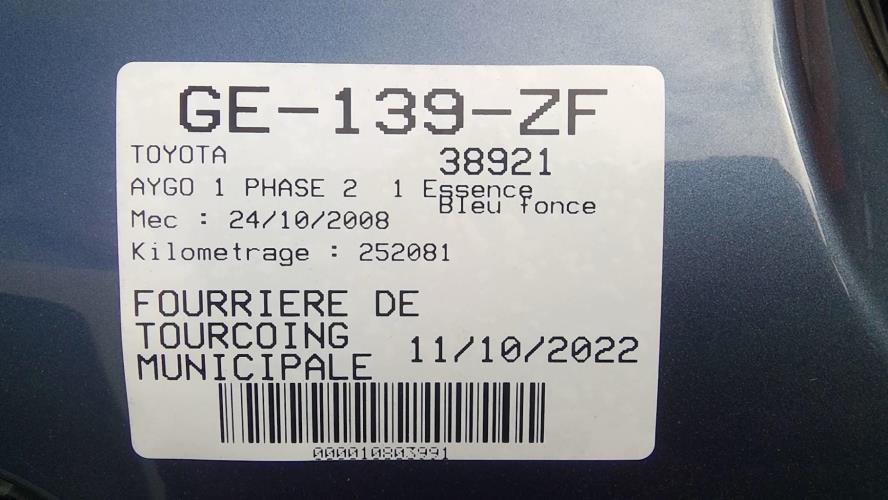 GE-139-ZF
TOYOTA
38921
AYGO 1 PHASE 2 1 Essence
Bleu fonce
Mec : 24/10/2008
Kilometrage : 252081
FOURRIERE DE
TOURCOING
MUNICIPALE
11/10/2022
000010803991